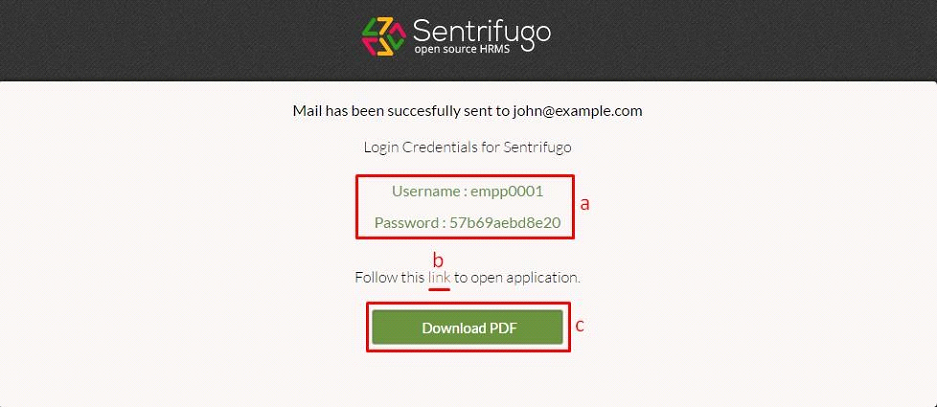 Sentrifugo
open source HRMS
Mail has been succesfully sent to john@example.com
Login Credentials for Sentrifugo
Username : empp0001
a
Password : 57b69aebd8e20
b
Follow this link to open application.
Download PDF
c